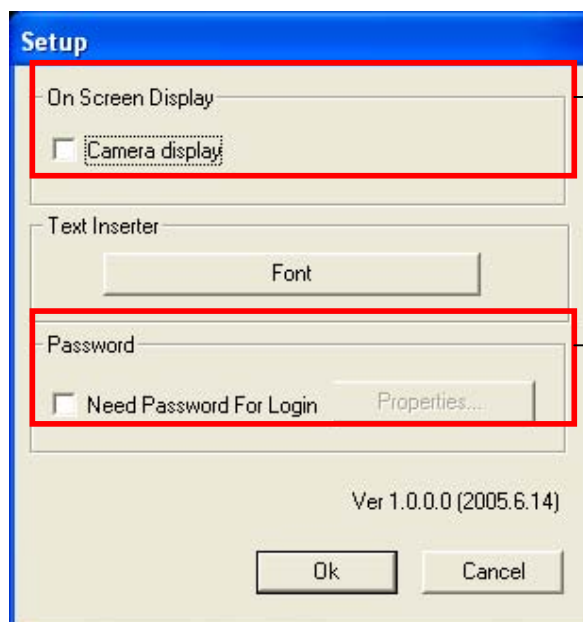 Setup
On Screen Display
Camera display
Text Inserter
Font
Password
Need Password For Login Properties...
Ver 1.0.0.0 (2005.6.14)
Ok Cancel